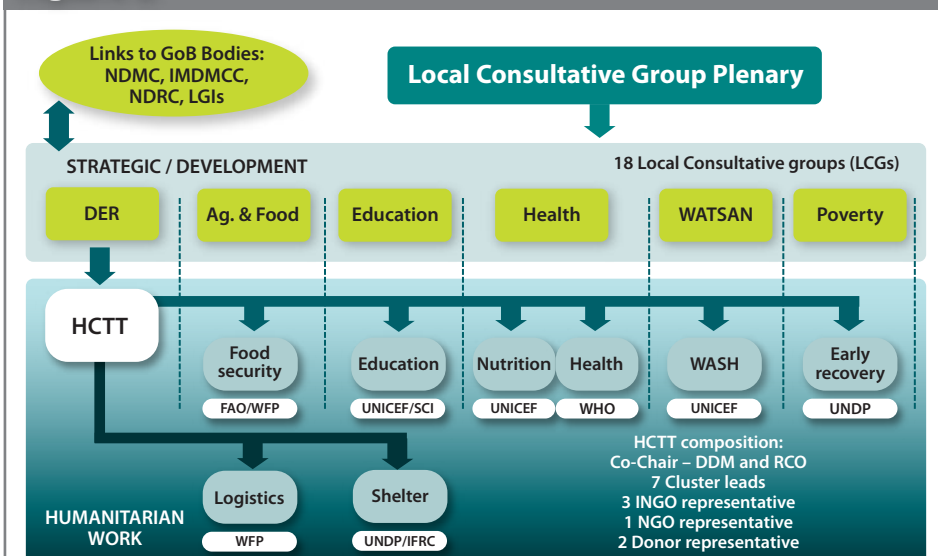 Links to GoB Bodies:
NDMC, IMDMCC,
NDRC, LGIs
Local Consultative Group Plenary
STRATEGIC / DEVELOPMENT
18 Local Consultative groups (LCGs)
DER
Ag. & Food
Education
Health
WATSAN
Poverty
HCTT
Food
security
Education
Nutrition
Health
WASH
Early
recovery
FAO/WFP
UNICEF/SCI
UNICEF
WHO
UNICEF
UNDP
Logistics
Shelter
WFP
UNDP/IFRC
HUMANITARIAN
WORK
HCTT composition:
Co-Chair – DDM and RCO
7 Cluster leads
3 INGO representative
1 NGO representative
2 Donor representative